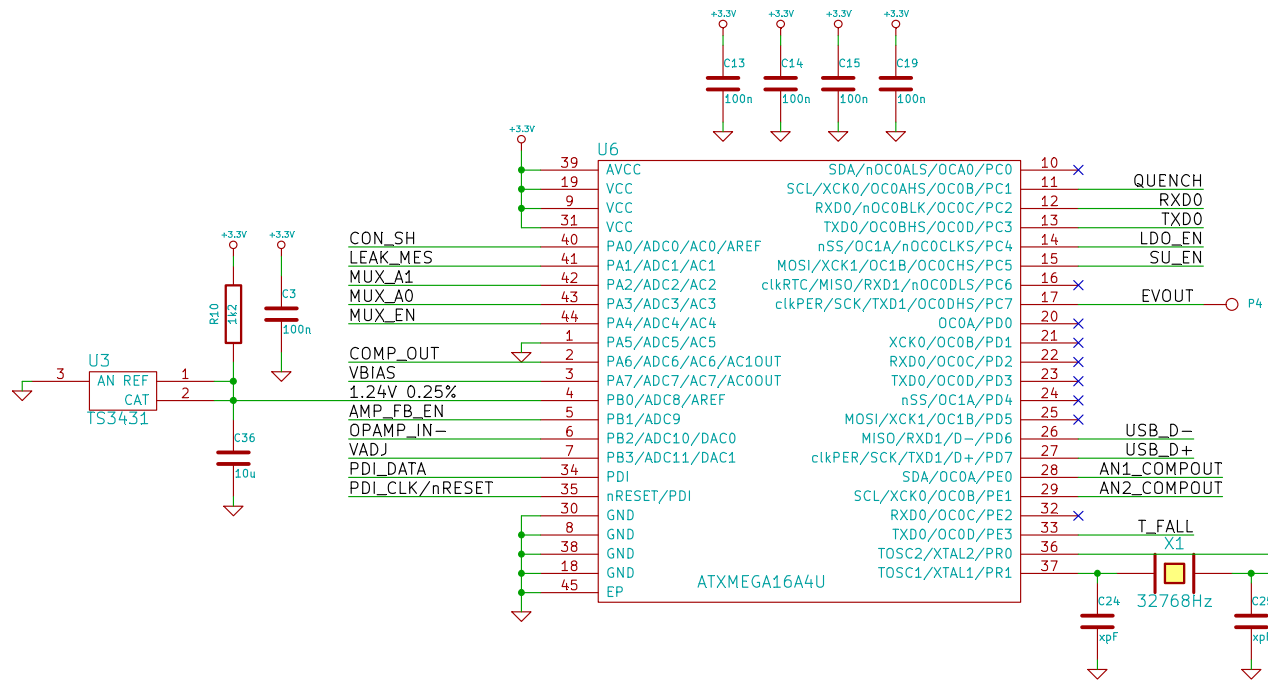 +3.3V +3.3V +3.3V +3.3V
C13 C14 C15 C19
100n 100n 100n 100n
+3.3V
U6
39 AVCC SDA/nOC0ALS/OCA0/PC0 10
19 VCC SCL/XCK0/OC0AHS/OC0B/PC1 11 QUENCH
9 VCC RXD0/nOC0BLK/OC0C/PC2 12 RXD0
31 VCC TXD0/OC0BHS/OC0D/PC3 13 TXD0
CON_SH 40 PA0/ADC0/AC0/AREF nSS/OC1A/nOC0CLKS/PC4 14 LDO_EN
LEAK_MES 41 PA1/ADC1/AC1 MOSI/XCK1/OC1B/OC0CHS/PC5 15 SU_EN
MUX_A1 42 PA2/ADC2/AC2 clkRTC/MISO/RXD1/nOC0DLS/PC6 16
MUX_A0 43 PA3/ADC3/AC3 clkPER/SCK/TXD1/OC0DHS/PC7 17 EVOUT P4
MUX_EN 44 PA4/ADC4/AC4 OC0A/PD0 20
1 PA5/ADC5/AC5 XCK0/OC0B/PD1 21
COMP_OUT 2 PA6/ADC6/AC6/AC1OUT RXD0/OC0C/PD2 22
VBIAS 3 PA7/ADC7/AC7/AC0OUT TXD0/OC0D/PD3 23
1.24V 0.25% 4 PB0/ADC8/AREF nSS/OC1A/PD4 24
AMP_FB_EN 5 PB1/ADC9 MOSI/XCK1/OC1B/PD5 25
OPAMP_IN- 6 PB2/ADC10/DAC0 MISO/RXD1/D-/PD6 26 USB_D-
VADJ 7 PB3/ADC11/DAC1 clkPER/SCK/TXD1/D+/PD7 27 USB_D+
PDI_DATA 34 PDI SDA/OC0A/PE0 28 AN1_COMPOUT
PDI_CLK/nRESET 35 nRESET/PDI SCL/XCK0/OC0B/PE1 29 AN2_COMPOUT
30 GND RXD0/OC0C/PE2 32
8 GND TXD0/OC0D/PE3 33 T_FALL
38 GND TOSC2/XTAL2/PR0 36
18 GND TOSC1/XTAL1/PR1 37
45 EP
ATXMEGA16A4U
+3.3V +3.3V
R10 1k2
C3
100n
U3
3 AN REF 1
CAT 2
TS3431
C36
10u
X1
32768Hz
C24
xpF